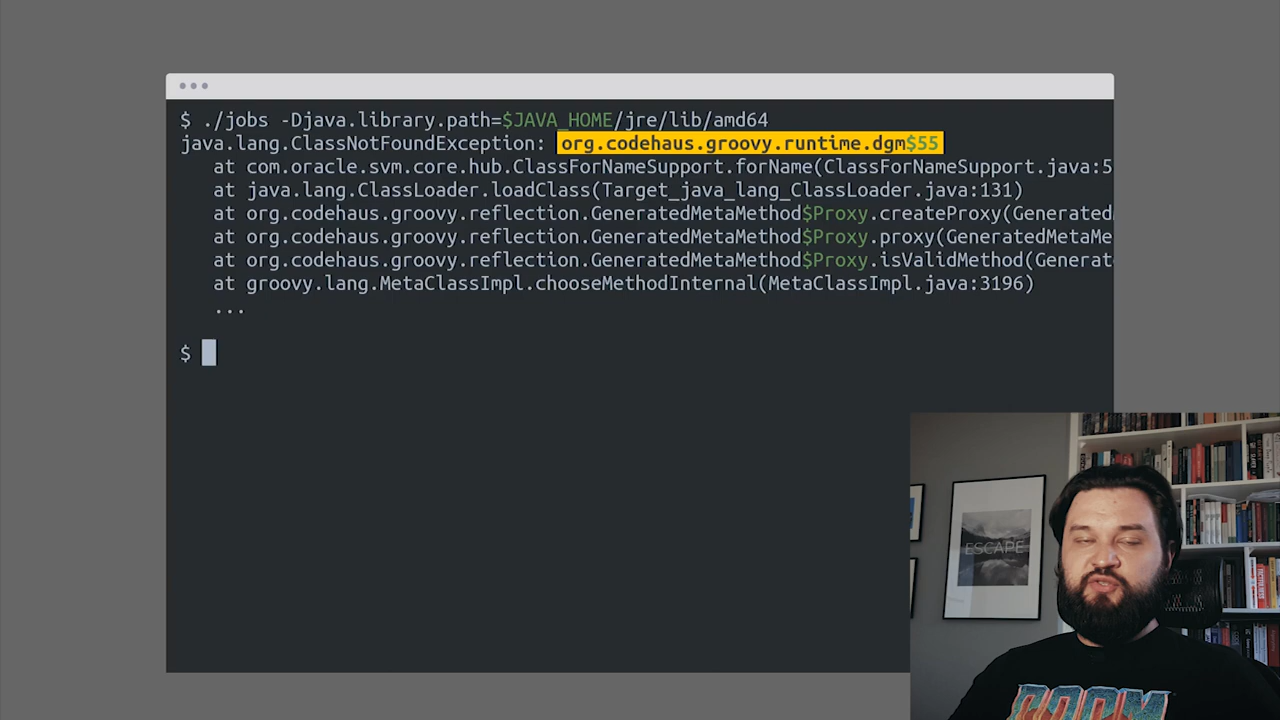 $ ./jobs -Djava.library.path=$JAVA_HOME/jre/lib/amd64
java.lang.ClassNotFoundException: org.codehaus.groovy.runtime.dgm$55
at com.oracle.svm.core.hub.ClassForNameSupport.forName(ClassForNameSupport.java:5
at java.lang.ClassLoader.loadClass(Target_java_lang_ClassLoader.java:131)
at org.codehaus.groovy.reflection.GeneratedMetaMethod$Proxy.createProxy(Generated
at org.codehaus.groovy.reflection.GeneratedMetaMethod$Proxy.proxy(GeneratedMetaMe
at org.codehaus.groovy.reflection.GeneratedMetaMethod$Proxy.isValidMethod(Generat
at groovy.lang.MetaClassImpl.chooseMethodInternal(MetaClassImpl.java:3196)
...
$
ESCAPE
DOOM